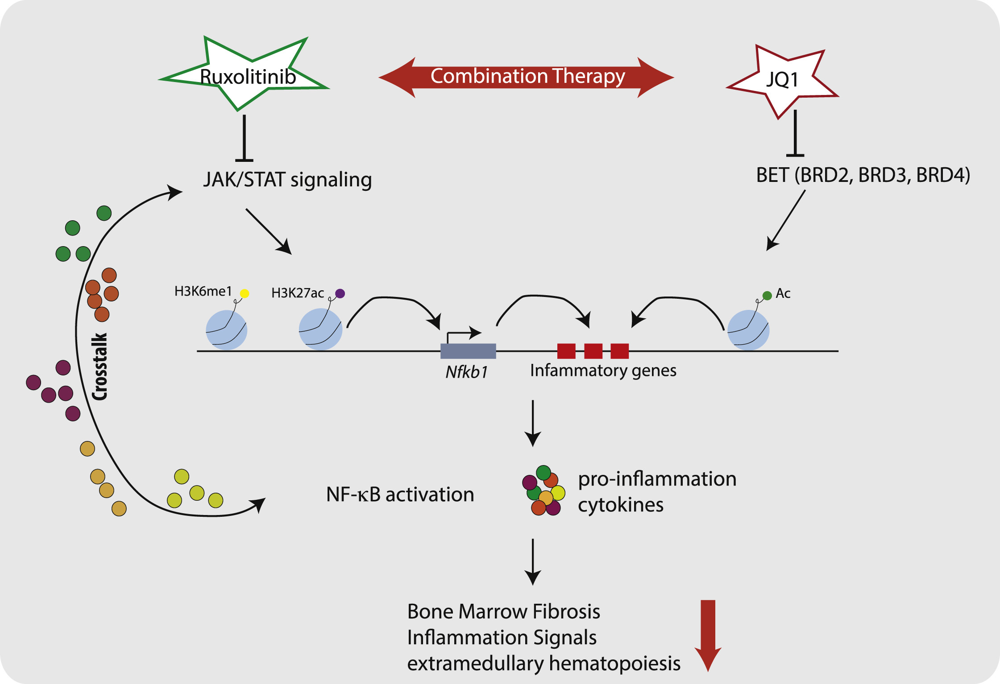 Ruxolitinib
Combination Therapy
JQ1
JAK/STAT signaling
BET (BRD2, BRD3, BRD4)
H3K6me1
H3K27ac
Ac
Crosstalk
Nfkb1
Infammatory genes
NF-κB activation
pro-inflammation
cytokines
Bone Marrow Fibrosis
Inflammation Signals
extramedullary hematopoiesis